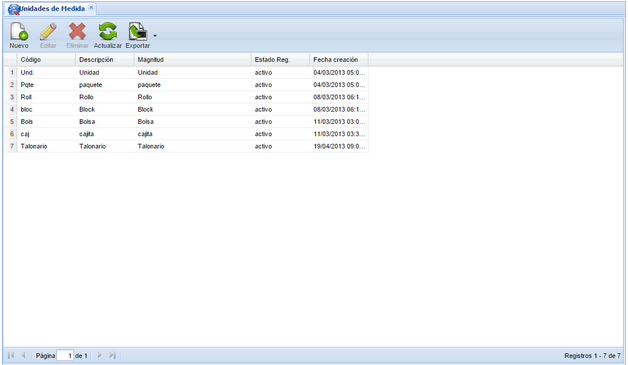 Unidades de Medida
Nuevo Editar Eliminar Actualizar Exportar
Código Descripción Magnitud Estado Reg. Fecha creación
1 Und. Unidad Unidad activo 04/03/2013 05:0...
2 Pqte paquete paquete activo 04/03/2013 05:0...
3 Roll Rollo Rollo activo 08/03/2013 06:1...
4 bloc Block Block activo 08/03/2013 06:1...
5 Bols Bolsa Bolsa activo 11/03/2013 03:0...
6 caj cajita cajita activo 11/03/2013 03:3...
7 Talonario Talonario Talonario activo 19/04/2013 09:0...
Página 1 de 1 Registros 1 - 7 de 7